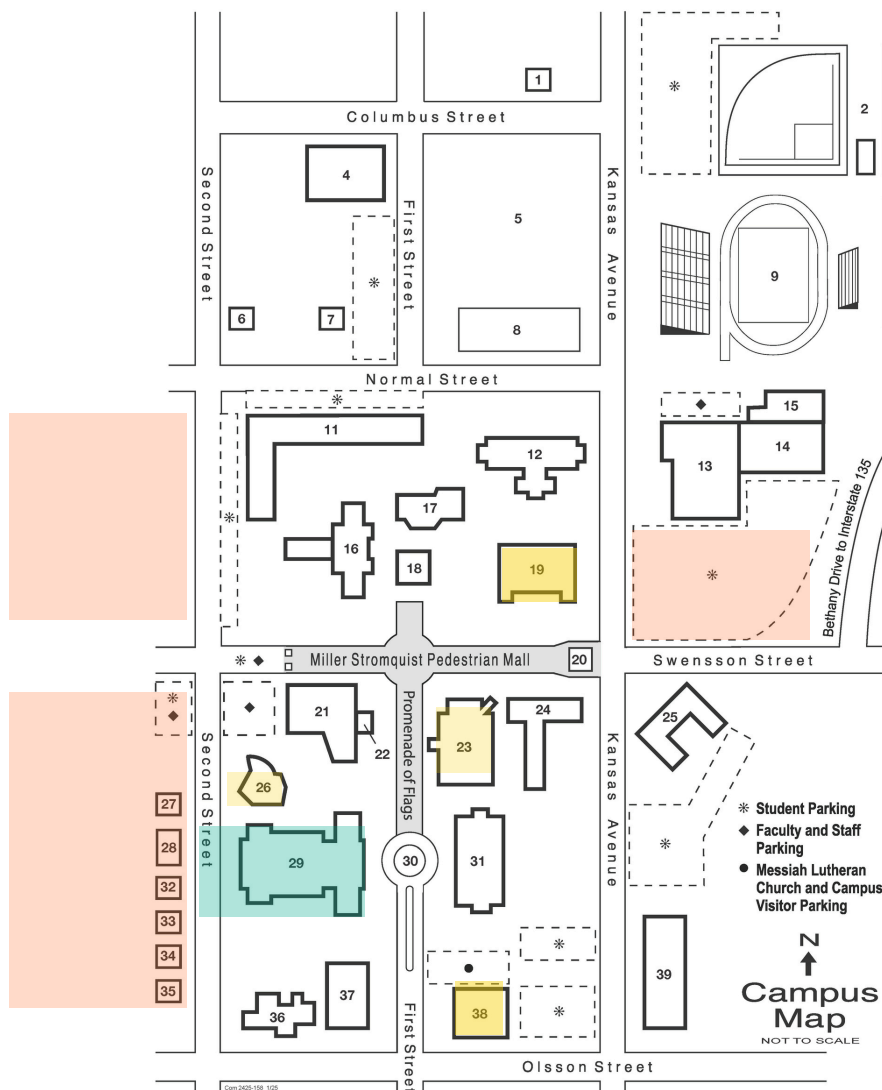 1
Columbus Street
2
Second Street
4
First Street
5
Kansas Avenue
9
6
7
8
Normal Street
11
12
15
13
14
17
16
18
19
Bethany Drive to Interstate 135
Miller Stromquist Pedestrian Mall
20
Swensson Street
21
22
Promenade of Flags
23
24
25
Second Street
26
Kansas Avenue
27
28
29
30
31
32
33
34
35
36
37
38
39
Student Parking
Faculty and Staff
Parking
Messiah Lutheran
Church and Campus
Visitor Parking
N
Campus
Map
NOT TO SCALE
First Street
Olsson Street
Com 2425-158 1/25